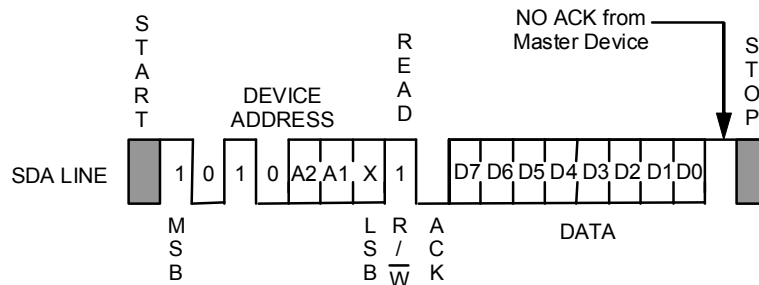 START
DEVICE ADDRESS
READ
NO ACK from
Master Device
STOP
SDA LINE
1 0 1 0 A2 A1 X 1 D7 D6 D5 D4 D3 D2 D1 D0
MSB
LSB
R/W
ACK
DATA